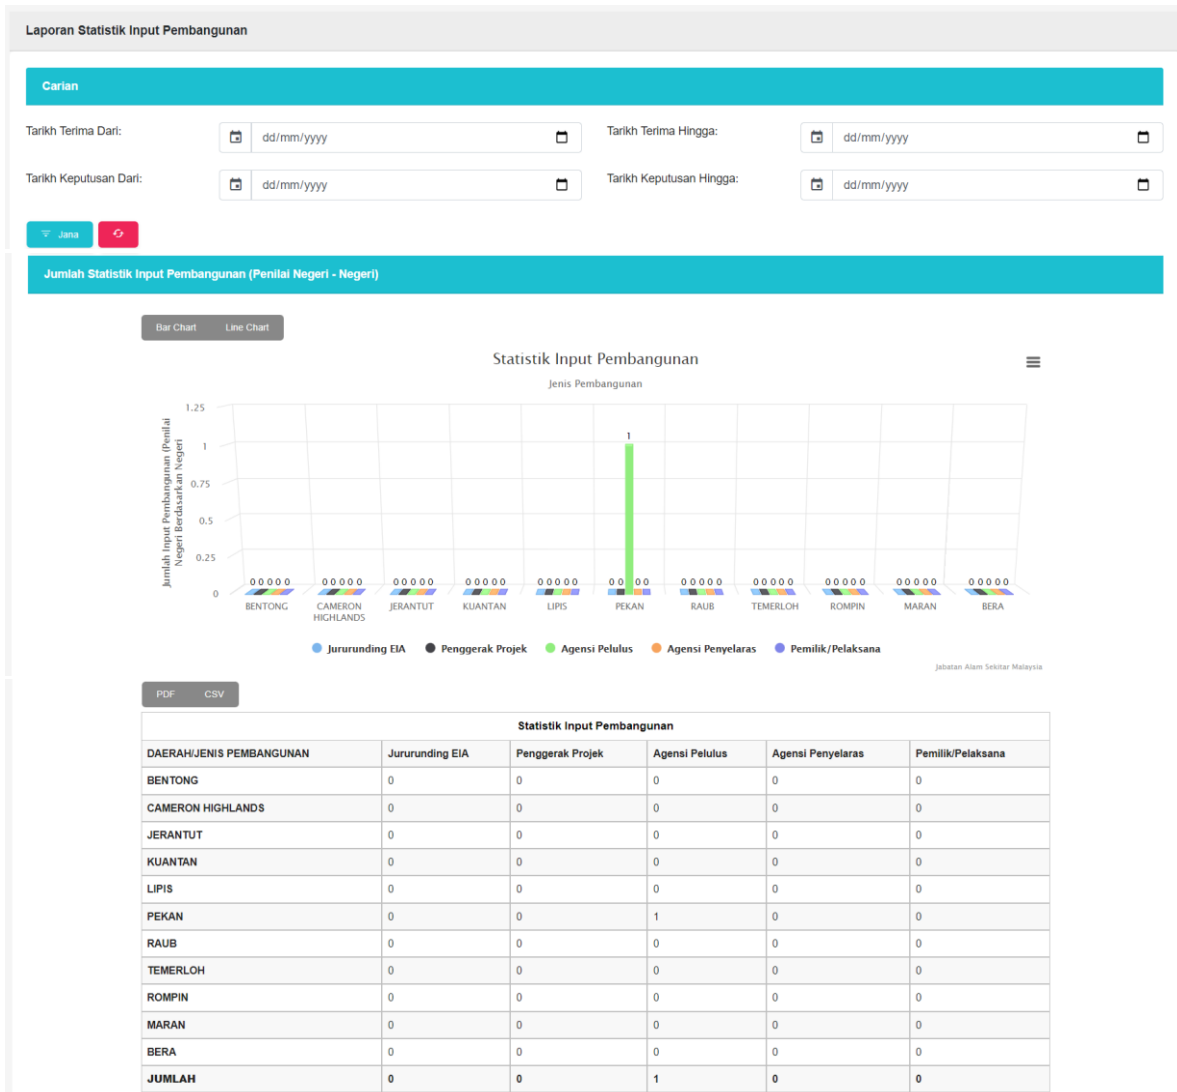 Laporan Statistik Input Pembangunan
Carian
Tarikh Terima Dari: dd/mm/yyyy Tarikh Terima Hingga: dd/mm/yyyy
Tarikh Keputusan Dari: dd/mm/yyyy Tarikh Keputusan Hingga: dd/mm/yyyy
Jana
Jumlah Statistik Input Pembangunan (Penilai Negeri - Negeri)
Bar Chart Line Chart
Statistik Input Pembangunan
Jenis Pembangunan
Jumlah Input Pembangunan (Penilai
Negeri Berdasarkan Negeri
1.25
1
0.75
0.5
0.25
0
1
0 0 0 0 0 0 0 0 0 0 0 0 0 0 0 0 0 0 0 0 0 0 0 0 0 0 0 0 0 0 0 0 0 0 0 0 0 0 0 0 0 0 0 0 0 0 0 0 0 0 0 0 0 0
BENTONG CAMERON HIGHLANDS JERANTUT KUANTAN LIPIS PEKAN RAUB TEMERLOH ROMPIN MARAN BERA
Jururunding EIA Penggerak Projek Agensi Pelulus Agensi Penyelaras Pemilik/Pelaksana
Jabatan Alam Sekitar Malaysia
PDF CSV
Statistik Input Pembangunan
DAERAH/JENIS PEMBANGUNAN Jururunding EIA Penggerak Projek Agensi Pelulus Agensi Penyelaras Pemilik/Pelaksana
BENTONG 0 0 0 0 0
CAMERON HIGHLANDS 0 0 0 0 0
JERANTUT 0 0 0 0 0
KUANTAN 0 0 0 0 0
LIPIS 0 0 0 0 0
PEKAN 0 0 1 0 0
RAUB 0 0 0 0 0
TEMERLOH 0 0 0 0 0
ROMPIN 0 0 0 0 0
MARAN 0 0 0 0 0
BERA 0 0 0 0 0
JUMLAH 0 0 1 0 0